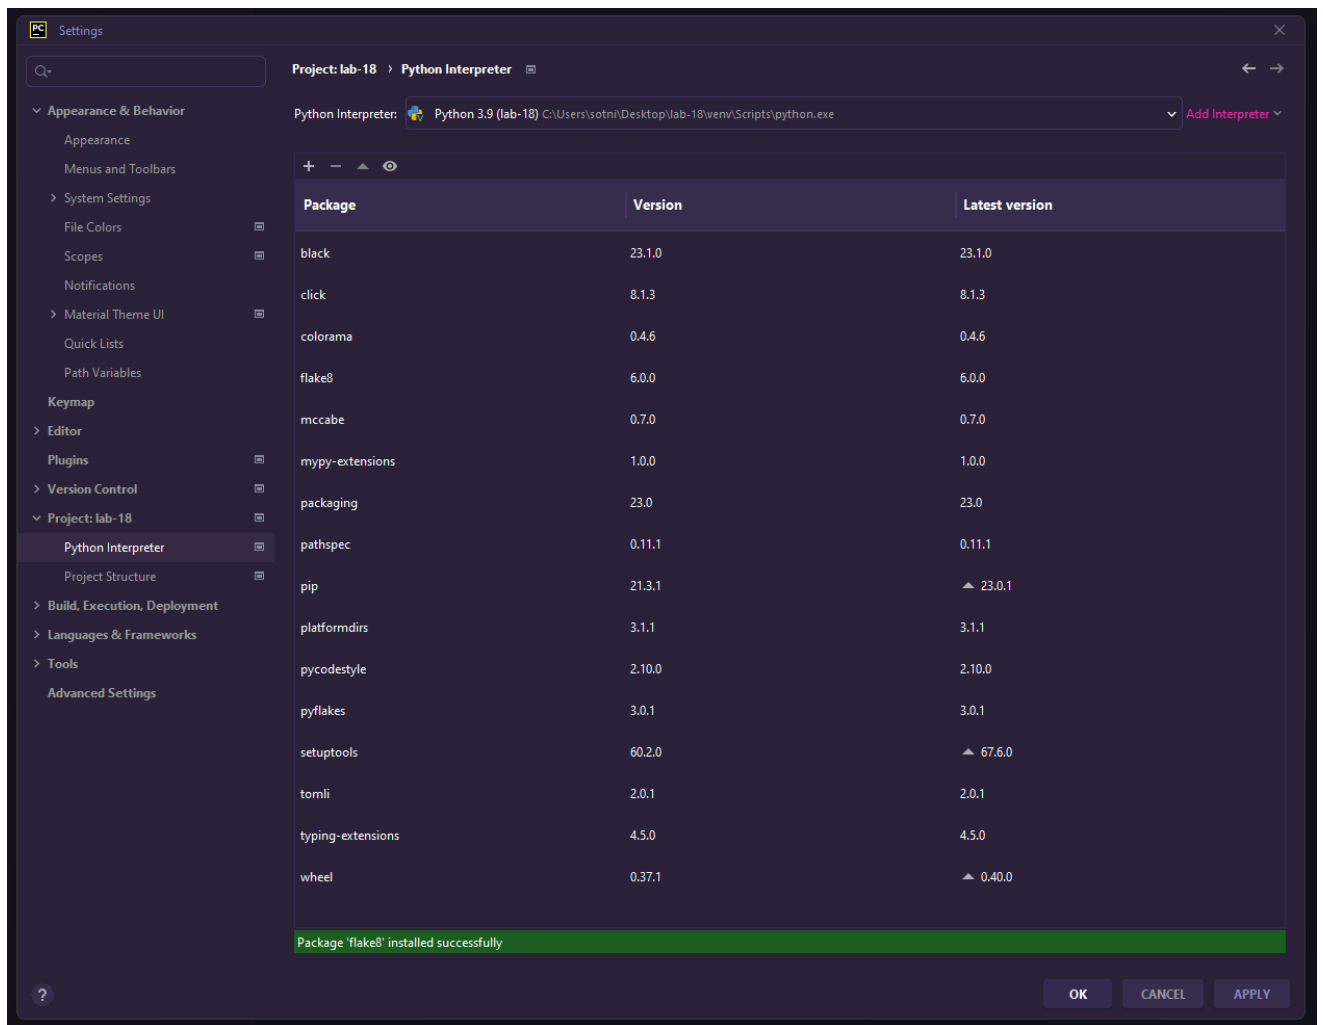 PC Settings
Project: lab-18 › Python Interpreter
Python Interpreter: Python 3.9 (lab-18) C:\Users\sotni\Desktop\lab-18\venv\Scripts\python.exe Add Interpreter
Appearance & Behavior
Appearance
Menus and Toolbars
System Settings
File Colors
Scopes
Notifications
Material Theme UI
Quick Lists
Path Variables
Keymap
Editor
Plugins
Version Control
Project: lab-18
Python Interpreter
Project Structure
Build, Execution, Deployment
Languages & Frameworks
Tools
Advanced Settings
Package Version Latest version
black 23.1.0 23.1.0
click 8.1.3 8.1.3
colorama 0.4.6 0.4.6
flake8 6.0.0 6.0.0
mccabe 0.7.0 0.7.0
mypy-extensions 1.0.0 1.0.0
packaging 23.0 23.0
pathspec 0.11.1 0.11.1
pip 21.3.1 23.0.1
platformdirs 3.1.1 3.1.1
pycodestyle 2.10.0 2.10.0
pyflakes 3.0.1 3.0.1
setuptools 60.2.0 67.6.0
tomli 2.0.1 2.0.1
typing-extensions 4.5.0 4.5.0
wheel 0.37.1 0.40.0
Package 'flake8' installed successfully
? OK CANCEL APPLY